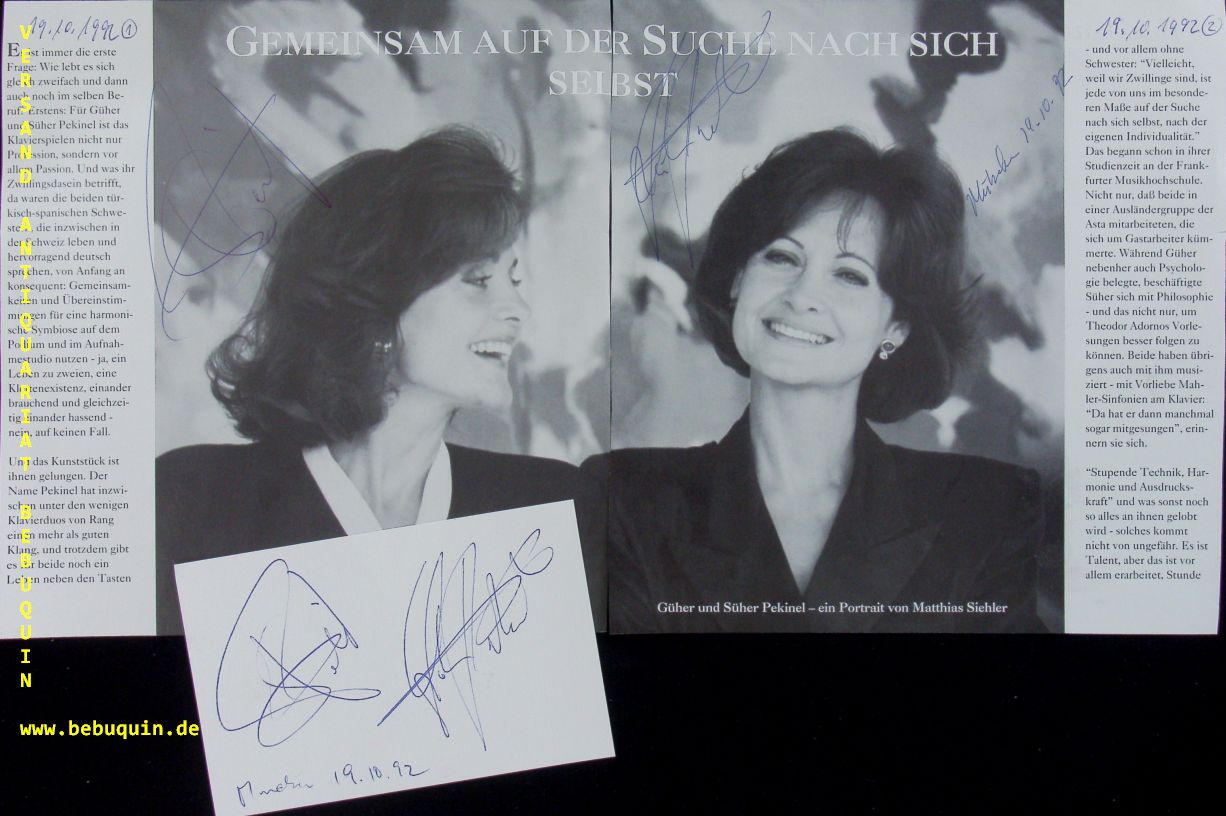 19.10.1992 ①
Es ist immer die erste
Frage: Wie lebt es sich
gleich zweifach und dann
auch noch im selben Be-
ruf? Erstens: Für Güher
und Süher Pekinel ist das
Klavierspielen nicht nur
Profession, sondern vor
allem Passion. Und was ihr
Zwillingsdasein betrifft,
da waren die beiden tür-
kisch-spanischen Schwe-
stern, die inzwischen in
der Schweiz leben und
hervorragend deutsch
sprechen, von Anfang an
konsequent: Gemeinsam-
keiten und Übereinstim-
mungen für eine harmoni-
sche Symbiose auf dem
Podium und im Aufnah-
mestudio nutzen - ja, ein
Leben zu zweien, eine
Klettenexistenz, einander
brauchend und gleichzei-
tig einander hassend -
nein, auf keinen Fall.
Und das Kunststück ist
ihnen gelungen. Der
Name Pekinel hat inzwi-
schen unter den wenigen
Klavierduos von Rang
einen mehr als guten
Klang, und trotzdem gibt
es für beide noch ein
Leben neben den Tasten
GEMEINSAM AUF DER SUCHE NACH SICH
SELBST
19.10.92
Güher und Süher Pekinel – ein Portrait von Matthias Siehler
19.10.1992 ②
- und vor allem ohne
Schwester: “Vielleicht,
weil wir Zwillinge sind, ist
jede von uns im besonde-
ren Maße auf der Suche
nach sich selbst, nach der
eigenen Individualität.”
Das begann schon in ihrer
Studienzeit an der Frank-
furter Musikhochschule.
Nicht nur, daß beide in
einer Ausländergruppe der
Asta mitarbeiteten, die
sich um Gastarbeiter küm-
merte. Während Güher
nebenher auch Psycholo-
gie belegte, beschäftigte
Süher sich mit Philosophie
- und das nicht nur, um
Theodor Adornos Vorle-
sungen besser folgen zu
können. Beide haben übri-
gens auch mit ihm musi-
ziert - mit Vorliebe Mah-
ler-Sinfonien am Klavier:
“Da hat er dann manchmal
sogar mitgesungen”, erin-
nern sie sich.
“Stupende Technik, Har-
monie und Ausdrucks-
kraft” und was sonst noch
so alles an ihnen gelobt
wird - solches kommt
nicht von ungefähr. Es ist
Talent, aber das ist vor
allem erarbeitet, Stunde
19.10.92
VERSAND ANTIQUARIAT BEBUQUIN
www.bebuquin.de